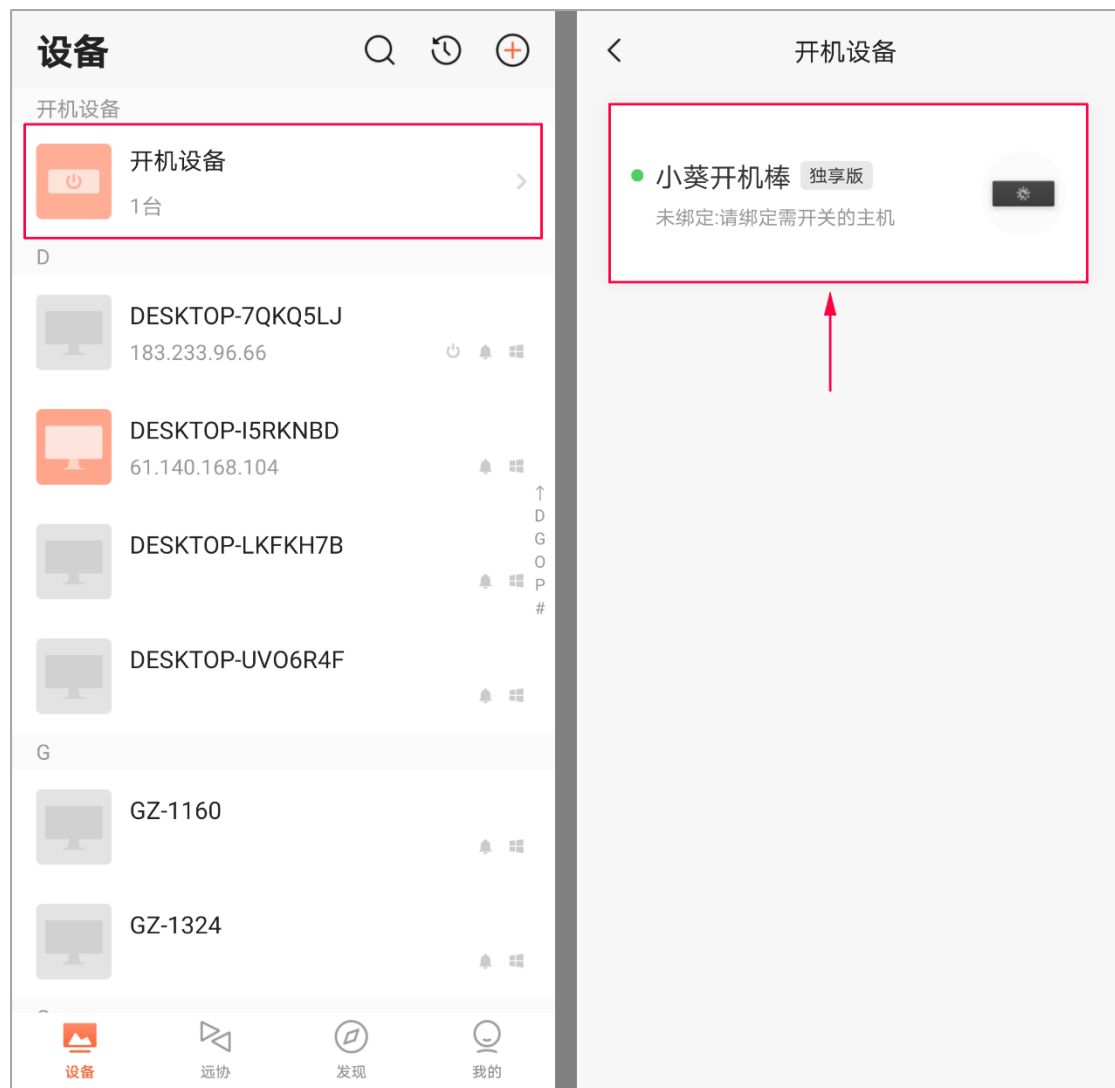 设备
开机设备
开机设备
1台
D
DESKTOP-7QKQ5LJ
183.233.96.66
DESKTOP-I5RKNBD
61.140.168.104
DESKTOP-LKFKH7B
DESKTOP-UVO6R4F
G
GZ-1160
GZ-1324
↑
D
G
O
P
#
设备
远协
发现
我的
开机设备
小葵开机棒 独享版
未绑定:请绑定需开关的主机